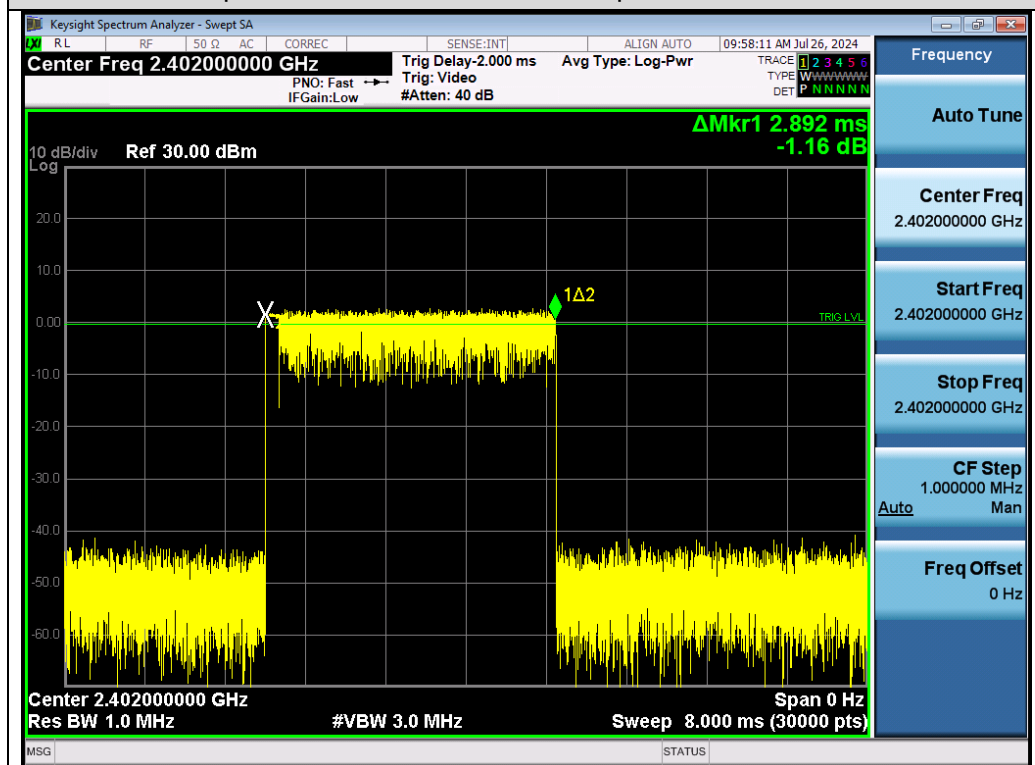 Keysight Spectrum Analyzer - Swept SA
LXI RL RF 50 Ω AC CORREC SENSE:INT ALIGN AUTO 09:58:11 AM Jul 26, 2024
Center Freq 2.402000000 GHz
PNO: Fast
IFGain:Low
Trig Delay-2.000 ms
Trig: Video
#Atten: 40 dB
Avg Type: Log-Pwr
TRACE 1 2 3 4 5 6
TYPE WWWWWW
DET P N N N N N
ΔMkr1 2.892 ms
-1.16 dB
10 dB/div Ref 30.00 dBm
Log
20.0
10.0
0.00
-10.0
-20.0
-30.0
-40.0
-50.0
-60.0
X
1Δ2
TRIG LVL
Center 2.402000000 GHz Span 0 Hz
Res BW 1.0 MHz #VBW 3.0 MHz Sweep 8.000 ms (30000 pts)
MSG STATUS
Frequency
Auto Tune
Center Freq
2.402000000 GHz
Start Freq
2.402000000 GHz
Stop Freq
2.402000000 GHz
CF Step
1.000000 MHz
Auto Man
Freq Offset
0 Hz